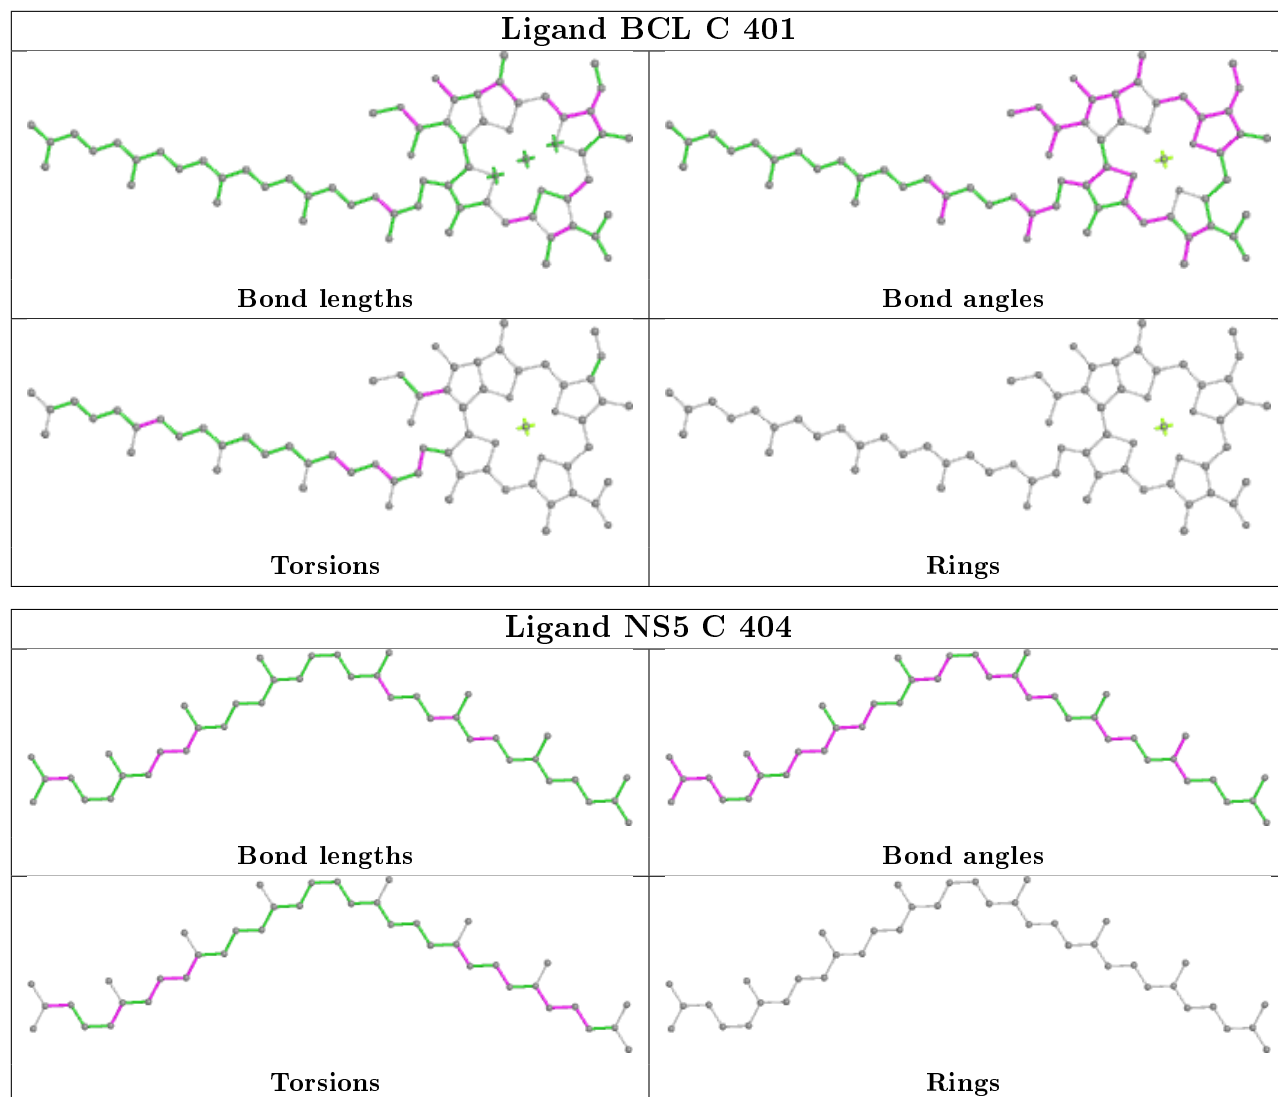 Ligand BCL C 401
Bond lengths
Bond angles
Torsions
Rings
Ligand NS5 C 404
Bond lengths
Bond angles
Torsions
Rings